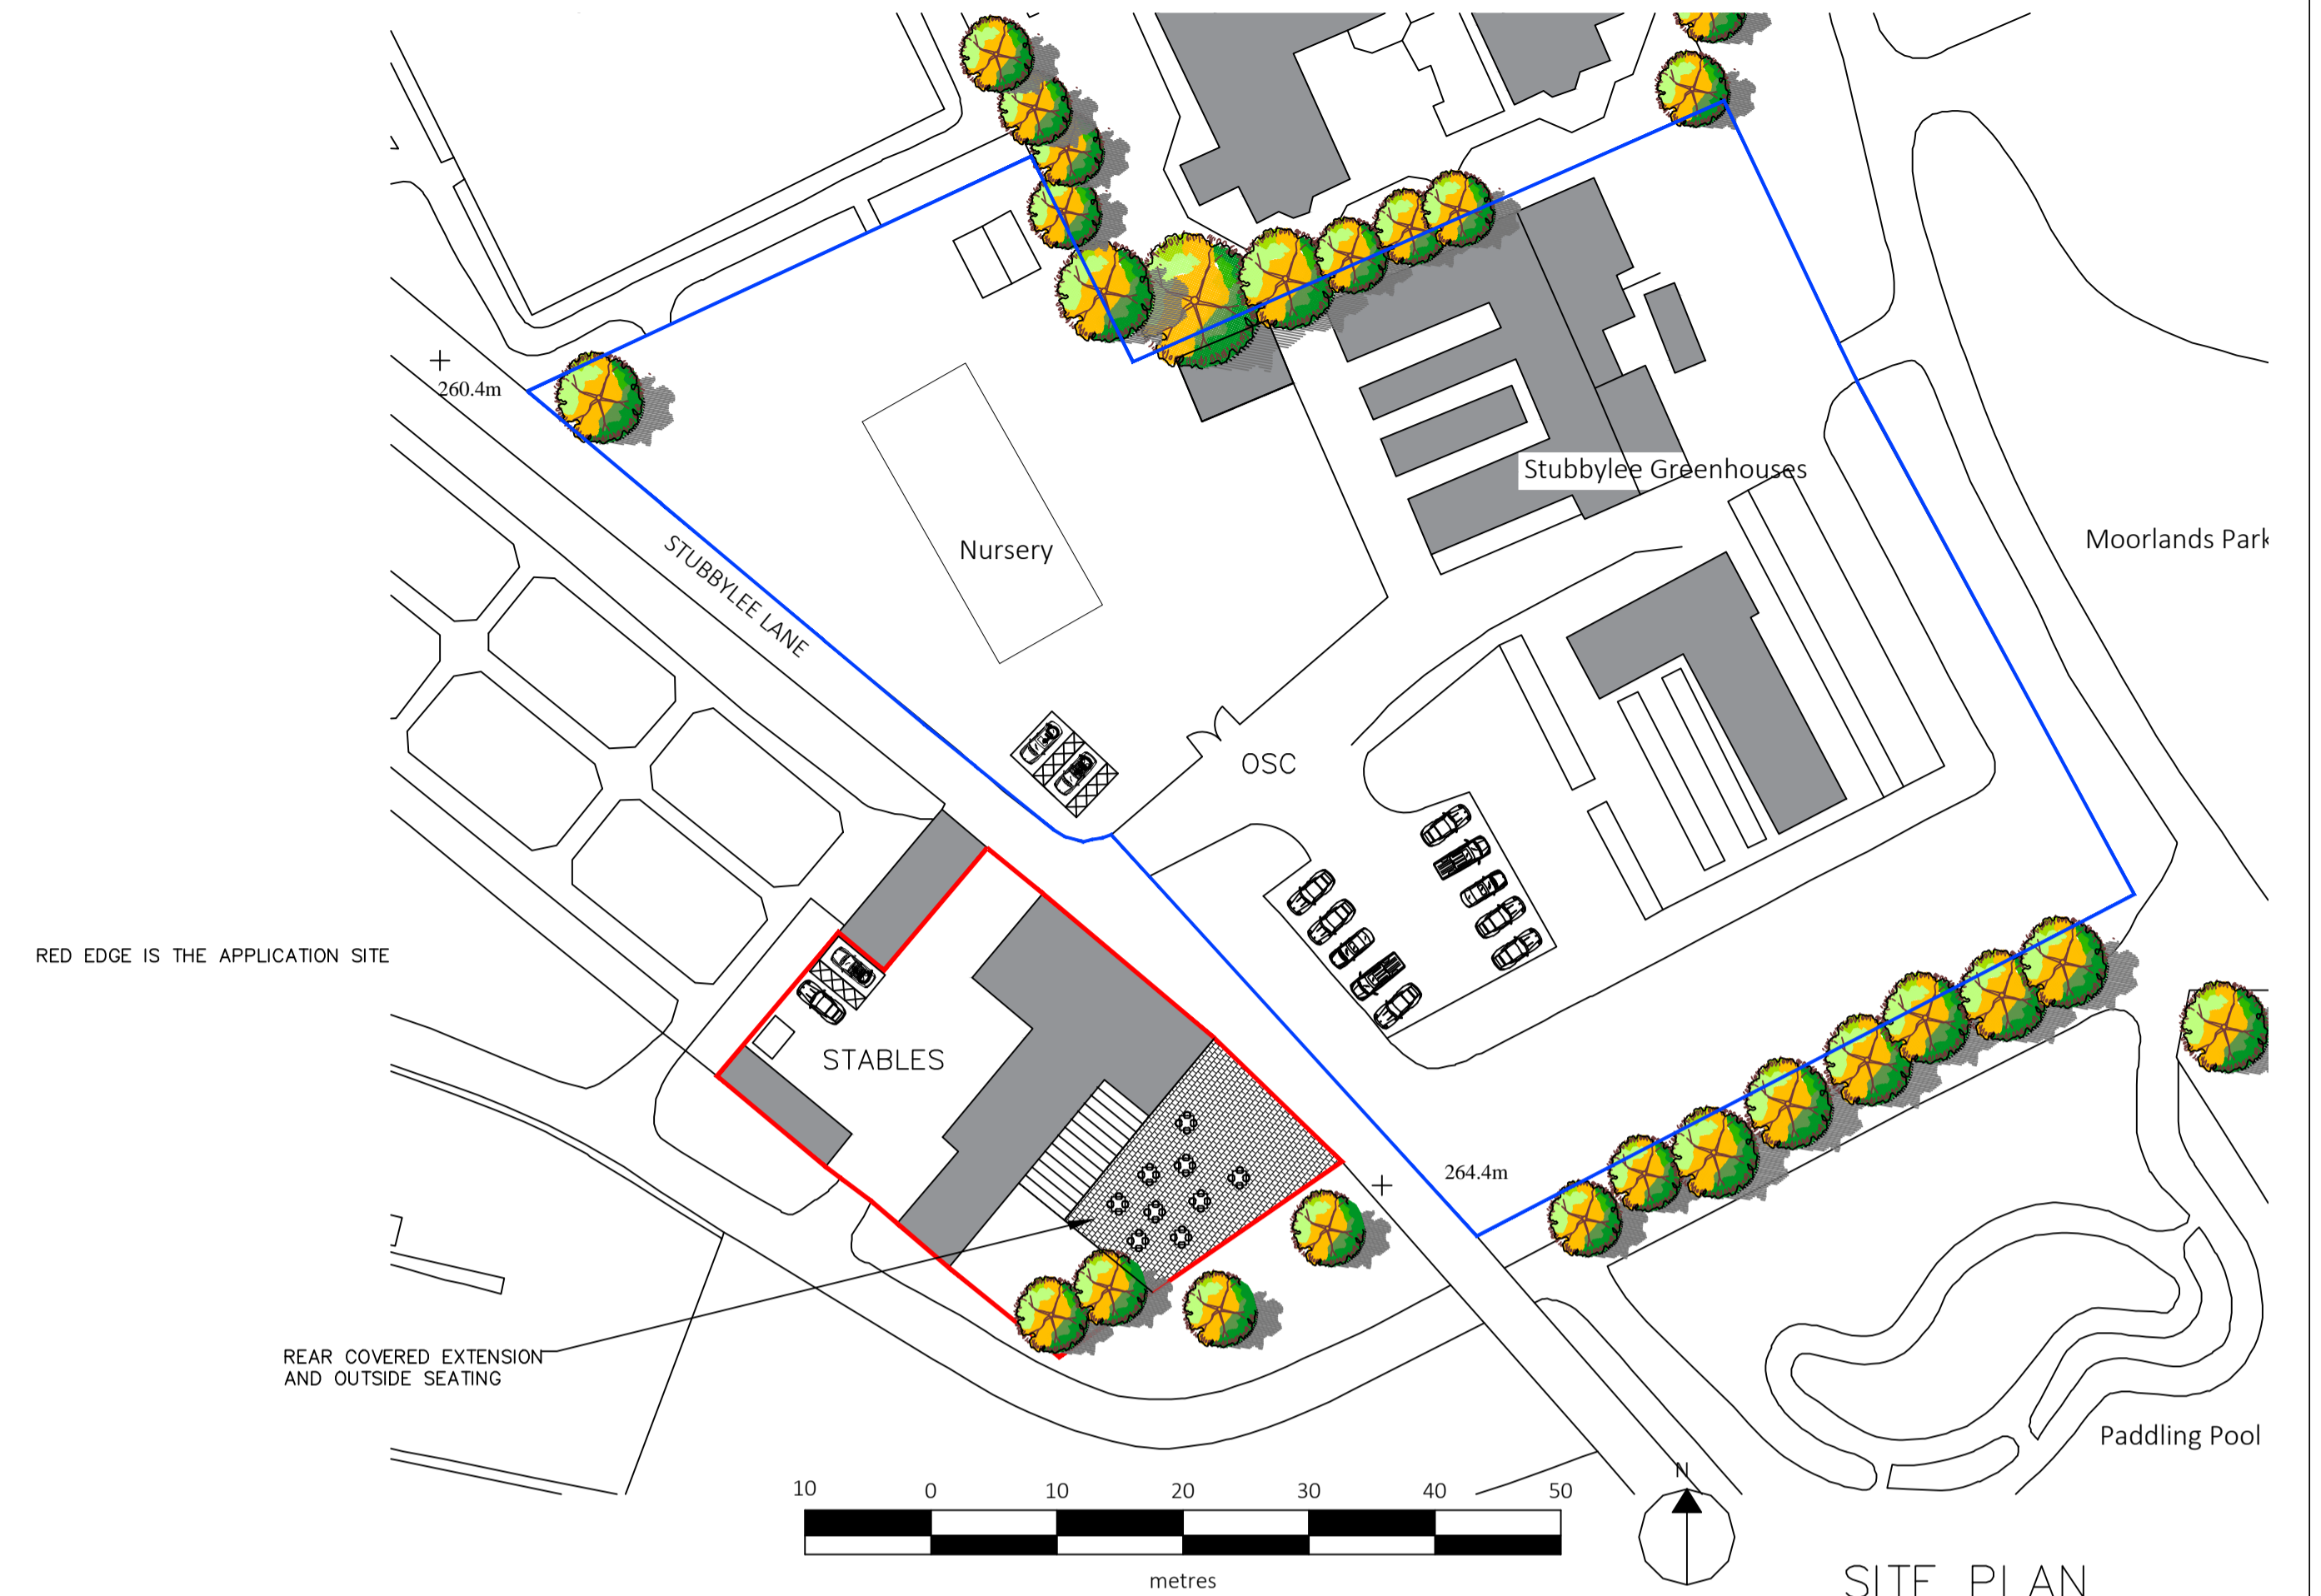 260.4m
Stubbylee Greenhouses
Moorlands Park
Nursery
STUBBYLEE LANE
OSC
RED EDGE IS THE APPLICATION SITE
STABLES
264.4m
REAR COVERED EXTENSION
AND OUTSIDE SEATING
Paddling Pool
10 0 10 20 30 40 50
metres
N
SITE PLAN